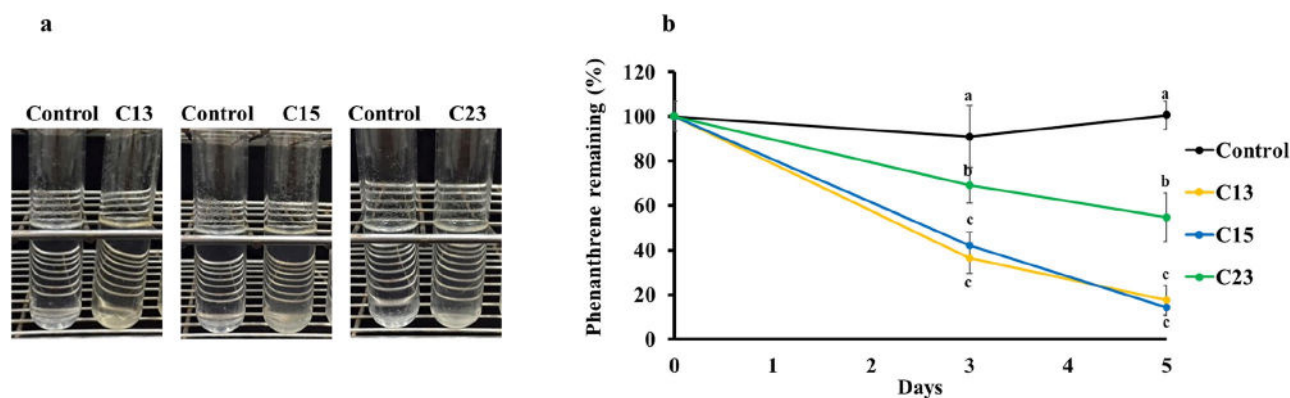 a
Control C13
Control C15
Control C23
b
Phenanthrene remaining (%)
120
100
80
60
40
20
0
a
a
b
b
c
c
c
c
0 1 2 3 4 5
Days
Control
C13
C15
C23